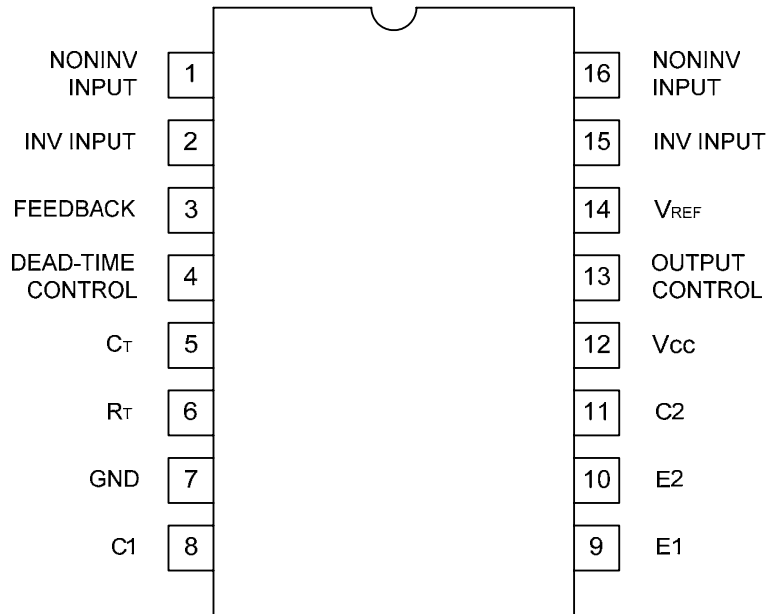 NONINV
INPUT
1
INV INPUT
2
FEEDBACK
3
DEAD-TIME
CONTROL
4
CT
5
RT
6
GND
7
C1
8
16
NONINV
INPUT
15
INV INPUT
14
VREF
13
OUTPUT
CONTROL
12
Vcc
11
C2
10
E2
9
E1